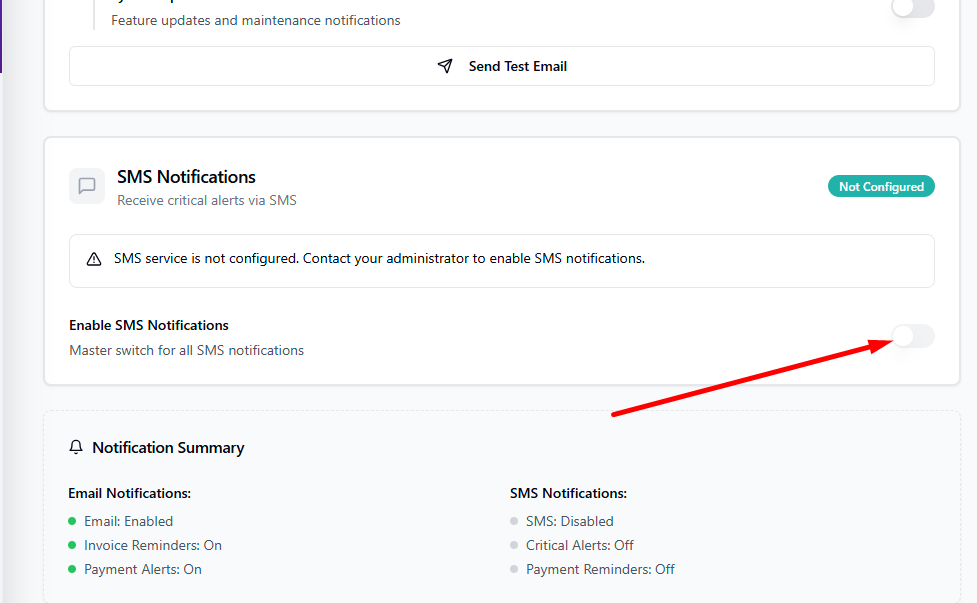 Feature updates and maintenance notifications
Send Test Email
SMS Notifications
Receive critical alerts via SMS
Not Configured
SMS service is not configured. Contact your administrator to enable SMS notifications.
Enable SMS Notifications
Master switch for all SMS notifications
Notification Summary
Email Notifications:
Email: Enabled
Invoice Reminders: On
Payment Alerts: On
SMS Notifications:
SMS: Disabled
Critical Alerts: Off
Payment Reminders: Off